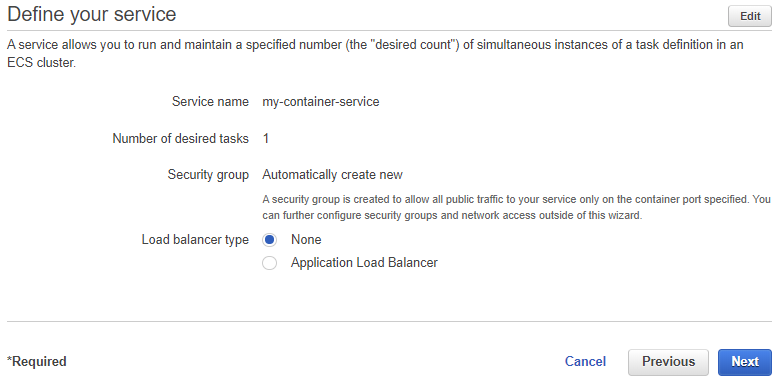 Define your service
Edit
A service allows you to run and maintain a specified number (the "desired count") of simultaneous instances of a task definition in an
ECS cluster.
Service name my-container-service
Number of desired tasks 1
Security group Automatically create new
A security group is created to allow all public traffic to your service only on the container port specified. You
can further configure security groups and network access outside of this wizard.
Load balancer type None
Application Load Balancer
*Required
Cancel
Previous
Next